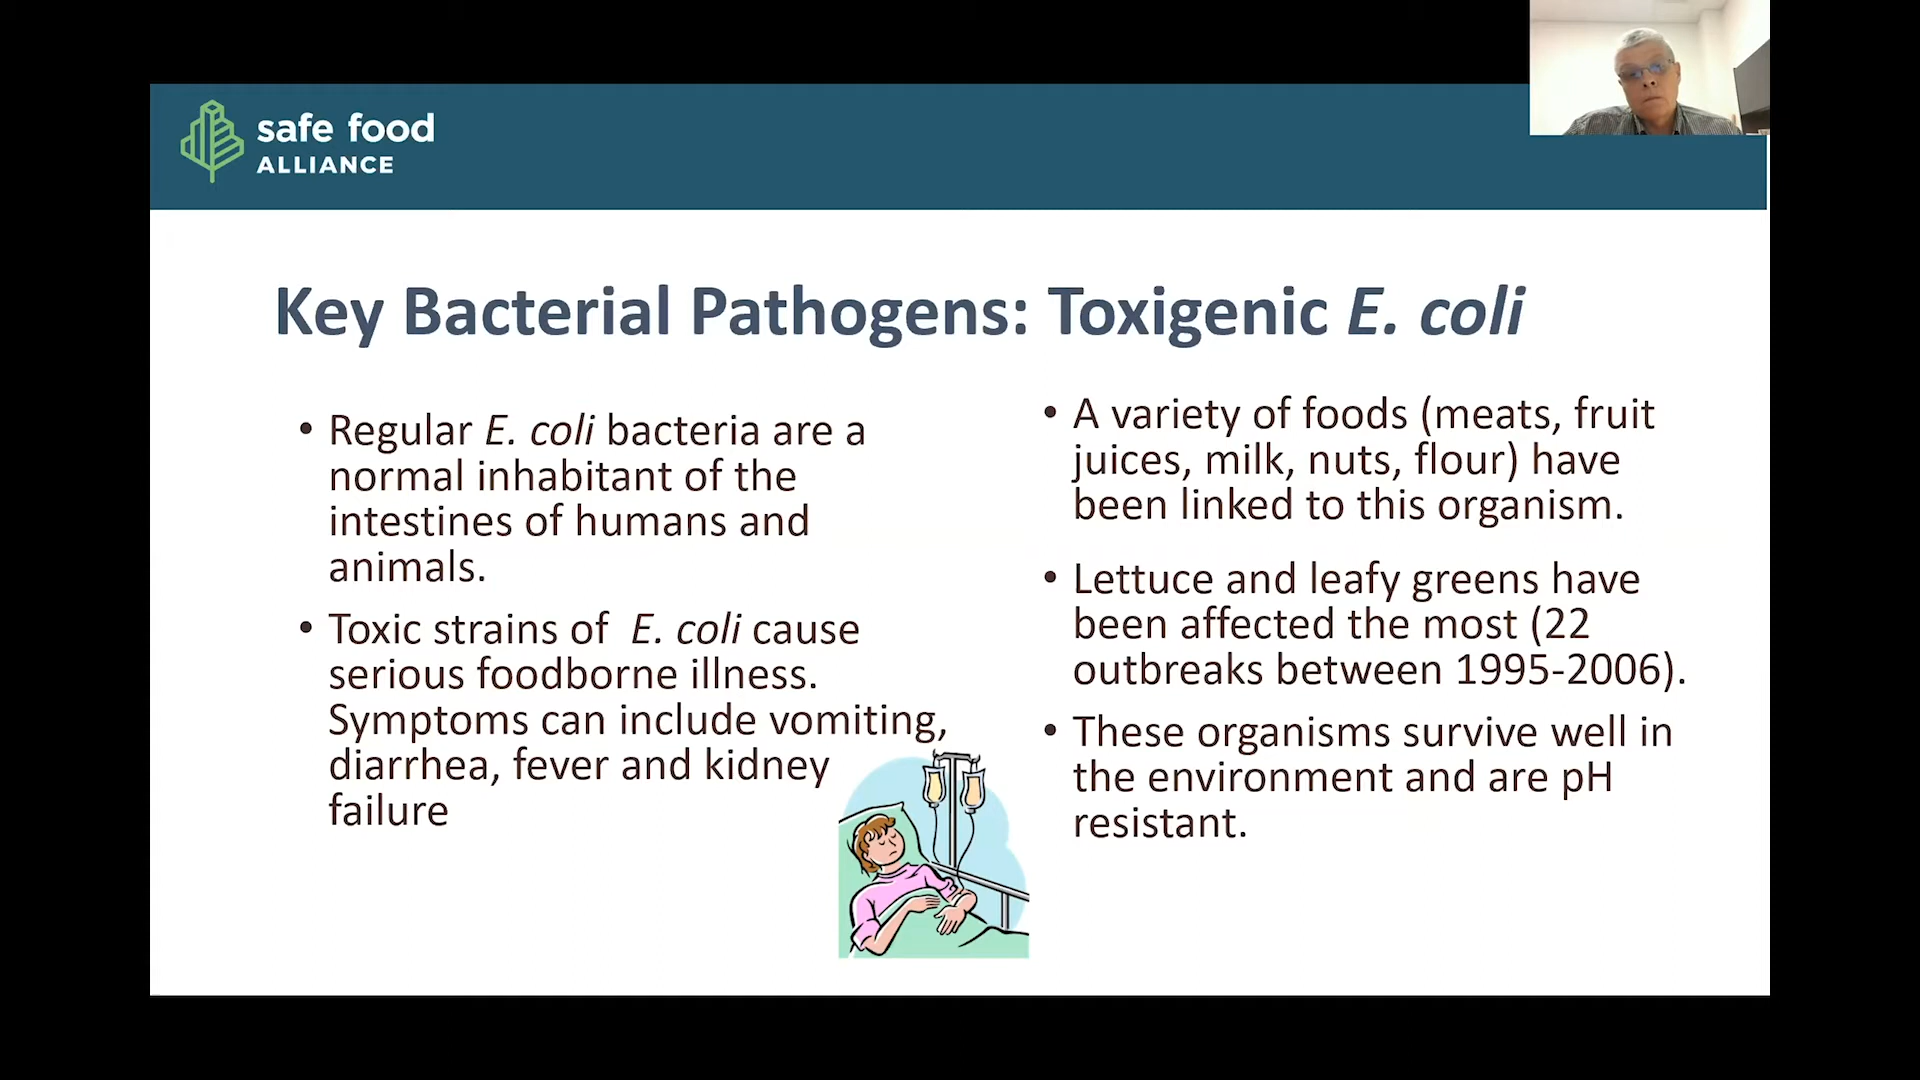 safe food
ALLIANCE
Key Bacterial Pathogens: Toxigenic E. coli
• Regular E. coli bacteria are a
normal inhabitant of the
intestines of humans and
animals.
• Toxic strains of E. coli cause
serious foodborne illness.
Symptoms can include vomiting,
diarrhea, fever and kidney
failure
• A variety of foods (meats, fruit
juices, milk, nuts, flour) have
been linked to this organism.
• Lettuce and leafy greens have
been affected the most (22
outbreaks between 1995-2006).
• These organisms survive well in
the environment and are pH
resistant.